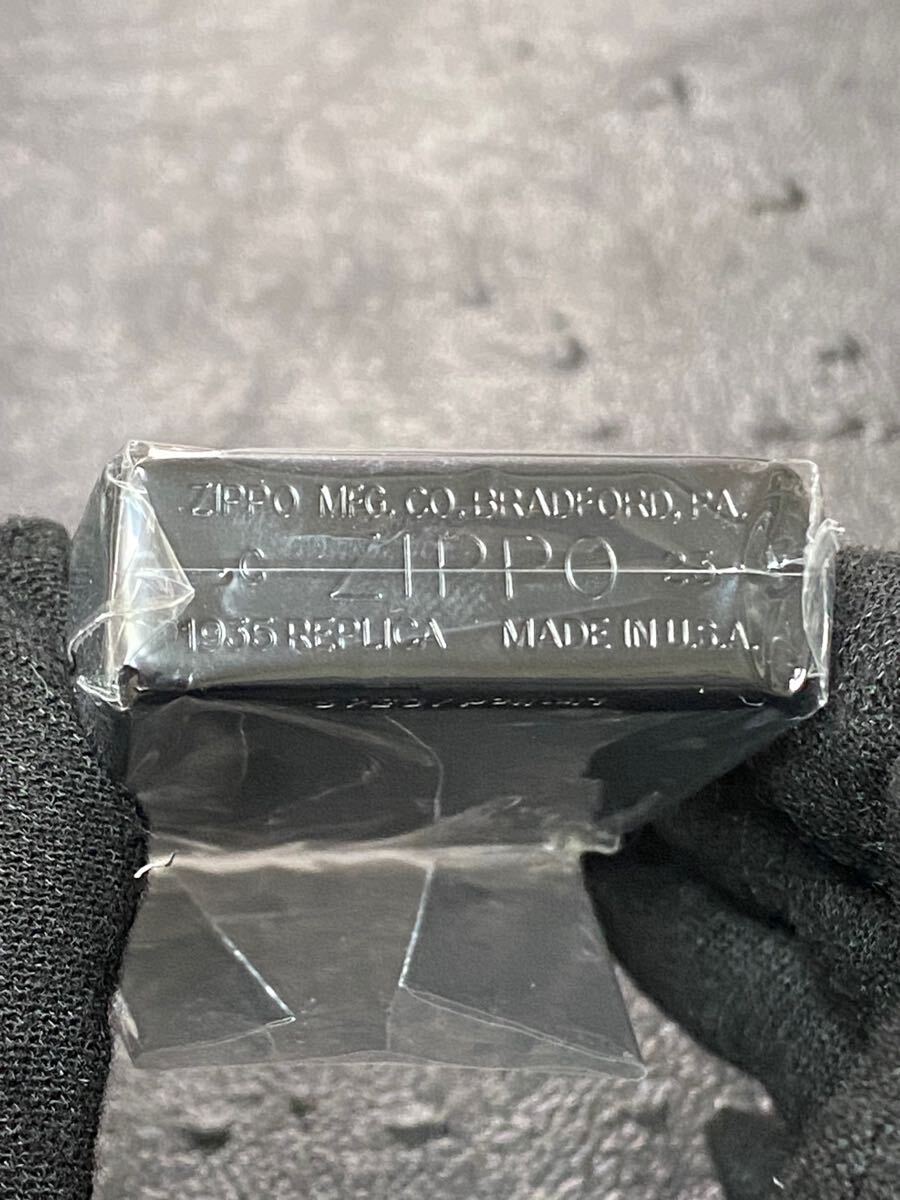 ZIPPO MFG. CO. BRADFORD, PA.
ZIPPO
1935 REPLICA MADE IN U.S.A.